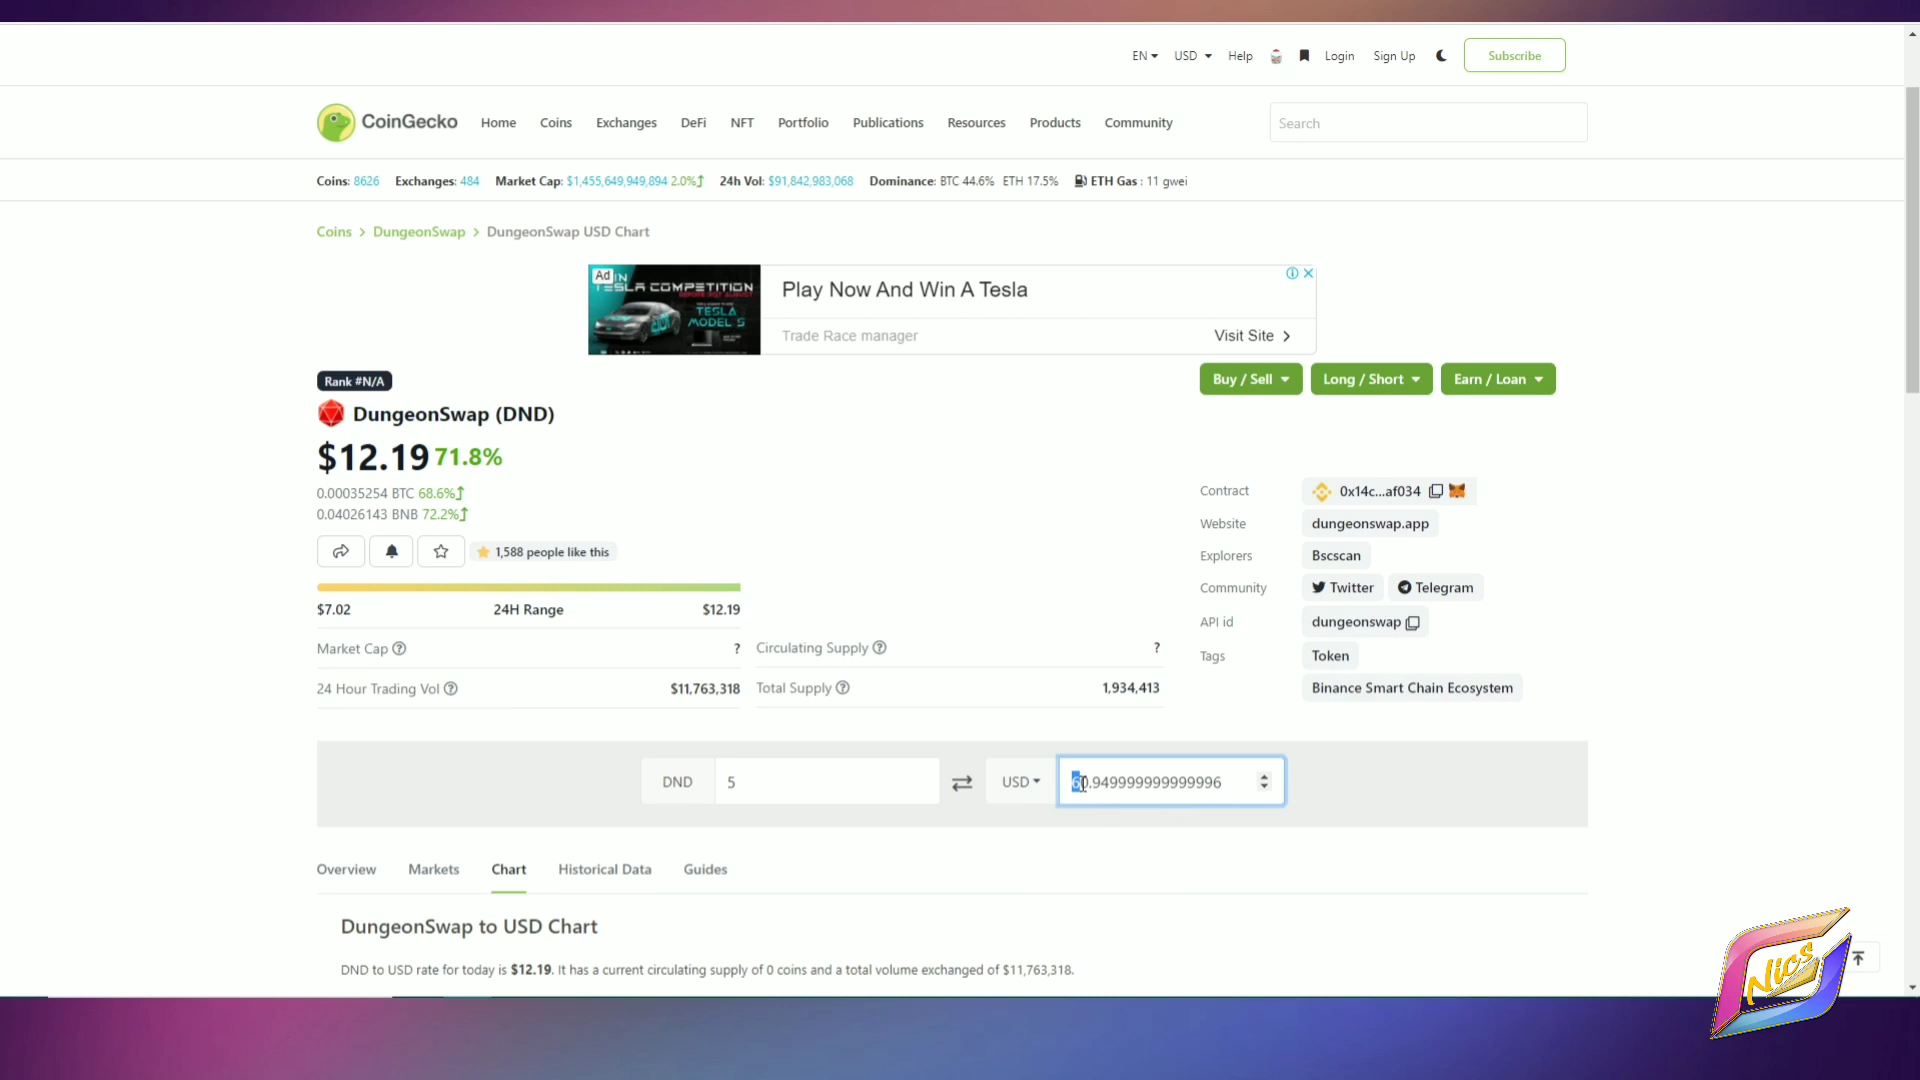 EN USD Help Login Sign Up Subscribe
CoinGecko Home Coins Exchanges DeFi NFT Portfolio Publications Resources Products Community Search
Coins: 8626 Exchanges: 484 Market Cap: $1,455,649,949,894 2.0% 24h Vol: $91,842,983,068 Dominance: BTC 44.6% ETH 17.5% ETH Gas : 11 gwei
Coins > DungeonSwap > DungeonSwap USD Chart
Ad IN
TESLA COMPETITION
TESLA
MODEL S
Play Now And Win A Tesla
Trade Race manager Visit Site
Rank #N/A
Buy / Sell Long / Short Earn / Loan
DungeonSwap (DND)
$12.19 71.8%
0.00035254 BTC 68.6%
0.04026143 BNB 72.2%
1,588 people like this
$7.02 24H Range $12.19
Market Cap ? ?
Circulating Supply ? ?
24 Hour Trading Vol ? $11,763,318
Total Supply ? 1,934,413
Contract 0x14c...af034
Website dungeonswap.app
Explorers Bscscan
Community Twitter Telegram
API id dungeonswap
Tags Token
Binance Smart Chain Ecosystem
DND 5 USD 60.949999999999996
Overview Markets Chart Historical Data Guides
DungeonSwap to USD Chart
DND to USD rate for today is $12.19. It has a current circulating supply of 0 coins and a total volume exchanged of $11,763,318.
Nics